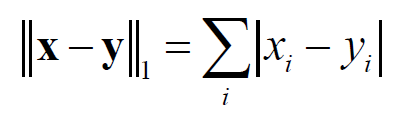 ‖𝐱 − 𝐲‖₁ = ∑ᵢ |xᵢ − yᵢ|